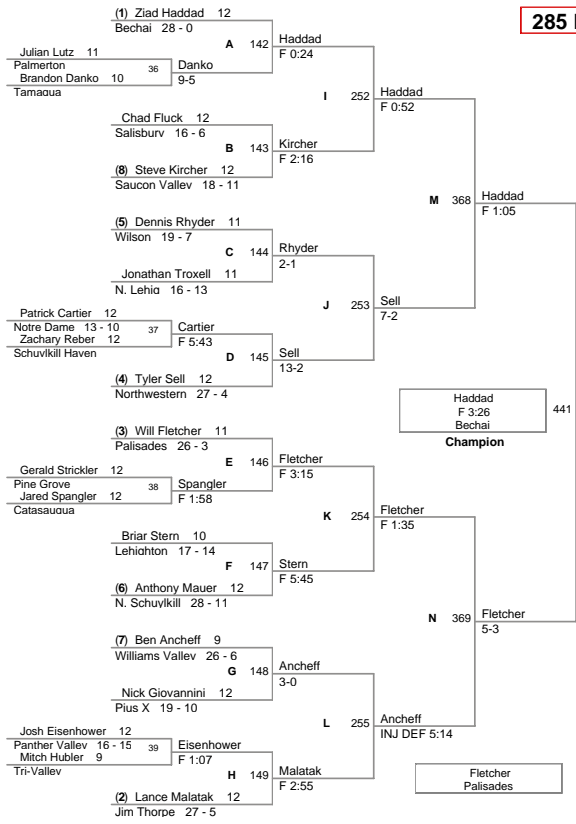 285 
(1) Ziad Haddad 12
Bechai 28 - 0
A 142
Haddad
F 0:24
Julian Lutz 11
Palmerton
36
Brandon Danko 10
Tamaqua
Danko
9-5
I 252
Haddad
F 0:52
Chad Fluck 12
Salisbury 16 - 6
B 143
Kircher
F 2:16
(8) Steve Kircher 12
Saucon Valley 18 - 11
M 368
Haddad
F 1:05
(5) Dennis Rhyder 11
Wilson 19 - 7
C 144
Rhyder
2-1
Jonathan Troxell 11
N. Lehig 16 - 13
J 253
Sell
7-2
Patrick Cartier 12
Notre Dame 13 - 10
37
Zachary Reber 12
Schuylkill Haven
Cartier
F 5:43
D 145
Sell
13-2
(4) Tyler Sell 12
Northwestern 27 - 4
Haddad
F 3:26
Bechai
441
Champion
(3) Will Fletcher 11
Palisades 26 - 3
E 146
Fletcher
F 3:15
Gerald Strickler 12
Pine Grove
38
Jared Spangler 12
Catasauqua
Spangler
F 1:58
K 254
Fletcher
F 1:35
Briar Stern 10
Lehighton 17 - 14
F 147
Stern
F 5:45
(6) Anthony Mauer 12
N. Schuylkill 28 - 11
N 369
Fletcher
5-3
(7) Ben Ancheff 9
Williams Valley 26 - 6
G 148
Ancheff
3-0
Nick Giovannini 12
Pius X 19 - 10
L 255
Ancheff
INJ DEF 5:14
Josh Eisenhower 12
Panther Valley 16 - 15
39
Mitch Hubler 9
Tri-Valley
Eisenhower
F 1:07
H 149
Malatak
F 2:55
(2) Lance Malatak 12
Jim Thorpe 27 - 5
Fletcher
Palisades